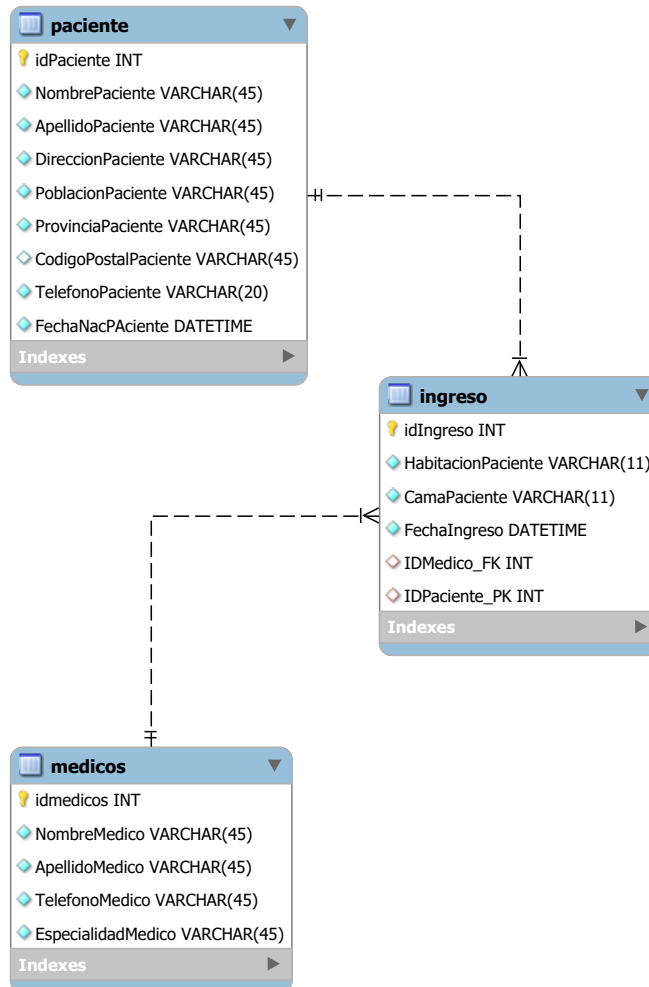 paciente
idPaciente INT
NombrePaciente VARCHAR(45)
ApellidoPaciente VARCHAR(45)
DireccionPaciente VARCHAR(45)
PoblacionPaciente VARCHAR(45)
ProvinciaPaciente VARCHAR(45)
CodigoPostalPaciente VARCHAR(45)
TelefonoPaciente VARCHAR(20)
FechaNacPAciente DATETIME
Indexes
ingreso
idIngreso INT
HabitacionPaciente VARCHAR(11)
CamaPaciente VARCHAR(11)
FechaIngreso DATETIME
IDMedico_FK INT
IDPaciente_PK INT
Indexes
medicos
idmedicos INT
NombreMedico VARCHAR(45)
ApellidoMedico VARCHAR(45)
TelefonoMedico VARCHAR(45)
EspecialidadMedico VARCHAR(45)
Indexes